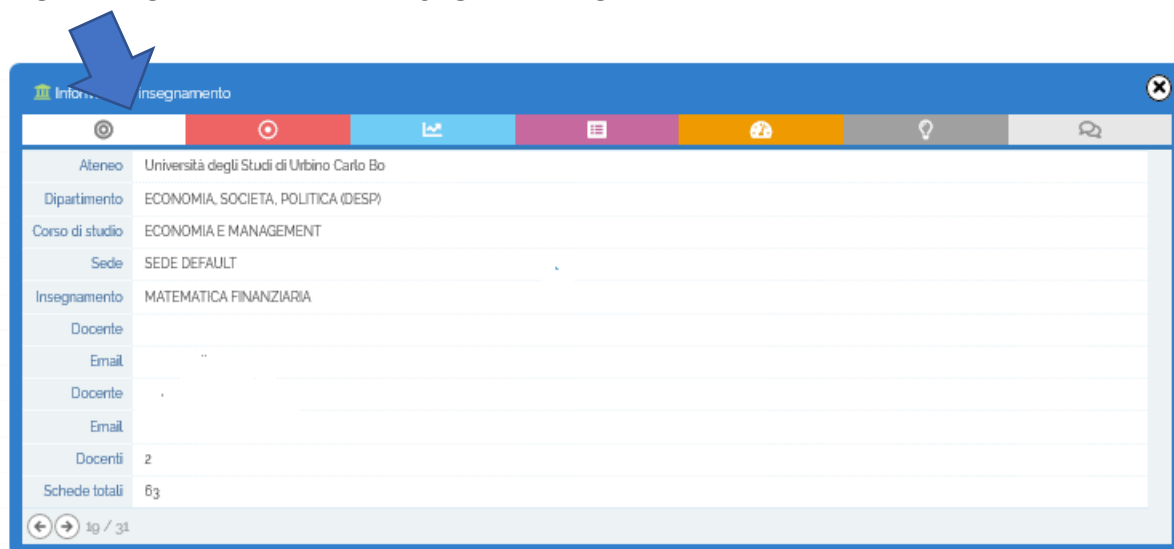 insegnamento
Ateneo Università degli Studi di Urbino Carlo Bo
Dipartimento ECONOMIA, SOCIETA, POLITICA (DESP)
Corso di studio ECONOMIA E MANAGEMENT
Sede SEDE DEFAULT
Insegnamento MATEMATICA FINANZIARIA
Docente
Email
Docente
Email
Docenti 2
Schede totali 63
19 / 31